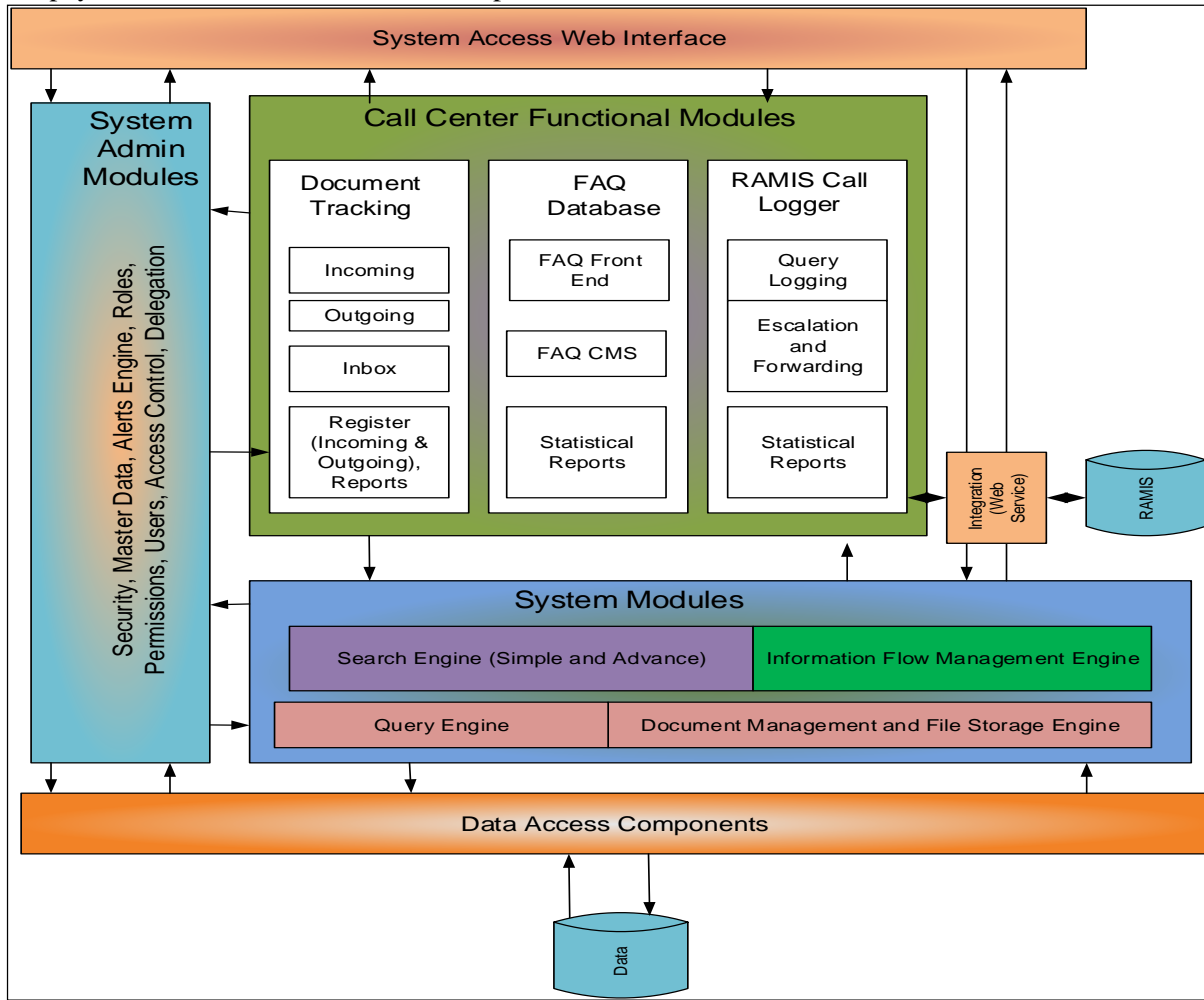 System Access Web Interface
System
Admin
Modules
Security, Master Data, Alerts Engine, Roles,
Permissions, Users, Access Control, Delegation
Call Center Functional Modules
Document
Tracking
Incoming
Outgoing
Inbox
Register
(Incoming &
Outgoing),
Reports
FAQ
Database
FAQ Front
End
FAQ CMS
Statistical
Reports
RAMIS Call
Logger
Query
Logging
Escalation
and
Forwarding
Statistical
Reports
Integration
(Web
Service)
RAMIS
System Modules
Search Engine (Simple and Advance)
Information Flow Management Engine
Query Engine
Document Management and File Storage Engine
Data Access Components
Data